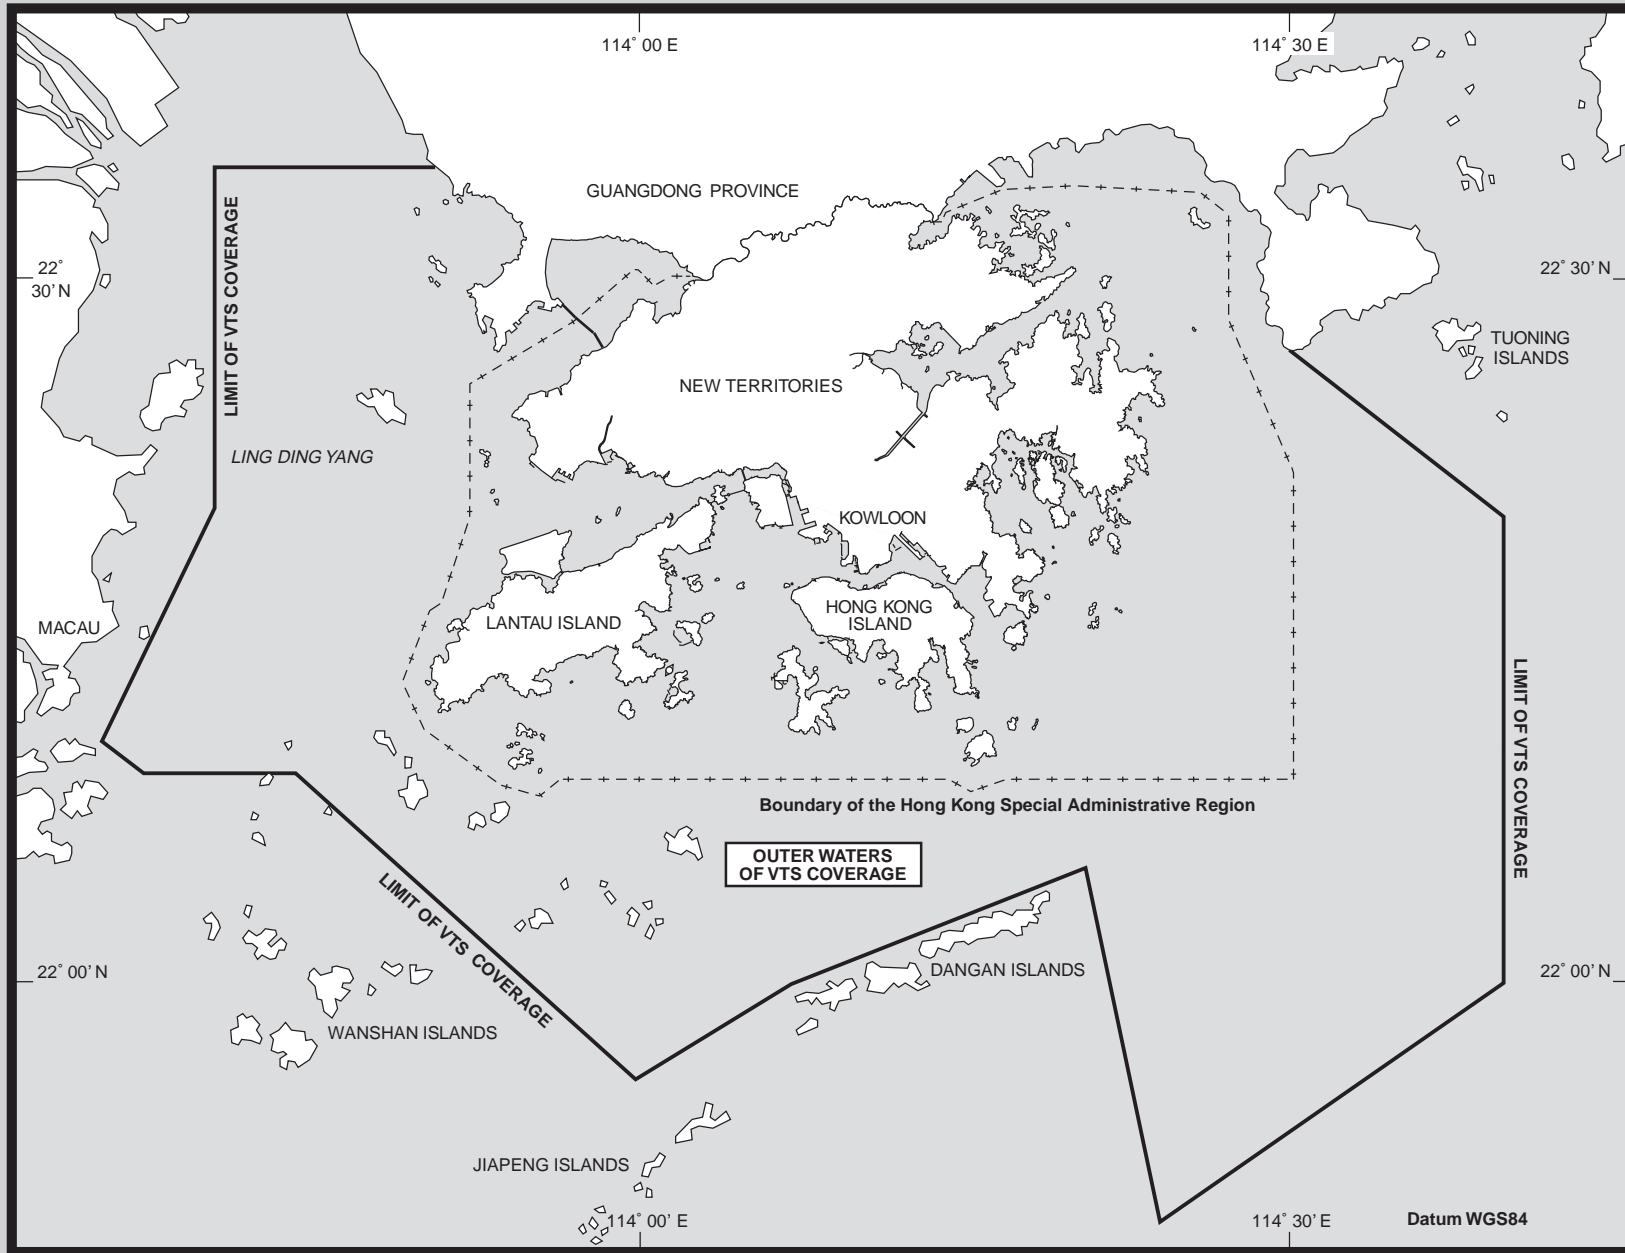 114° 00 E
114° 30 E
GUANGDONG PROVINCE
LIMIT OF VTS COVERAGE
22°
30' N
22° 30' N
TUONING
ISLANDS
NEW TERRITORIES
LING DING YANG
KOWLOON
HONG KONG
ISLAND
LANTAU ISLAND
MACAU
LIMIT OF VTS COVERAGE
Boundary of the Hong Kong Special Administrative Region
OUTER WATERS
OF VTS COVERAGE
LIMIT OF VTS COVERAGE
22° 00' N
DANGAN ISLANDS
22° 00' N
WANSHAN ISLANDS
JIAPENG ISLANDS
114° 00' E
114° 30' E
Datum WGS84